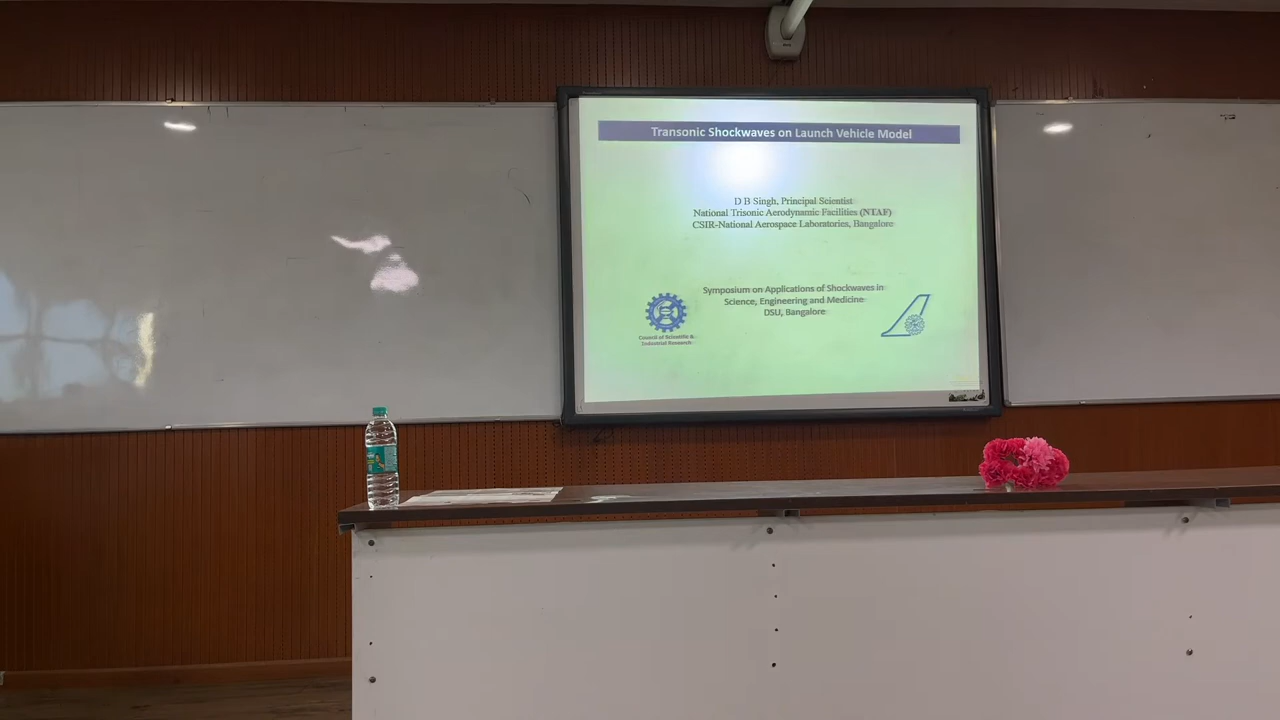 Transonic Shockwaves on Launch Vehicle Model
D B Singh, Principal Scientist
National Trisonic Aerodynamic Facilities (NTAF)
CSIR-National Aerospace Laboratories, Bangalore
Symposium on Applications of Shockwaves in
Science, Engineering and Medicine
DSU, Bangalore
Council of Scientific &
Industrial Research